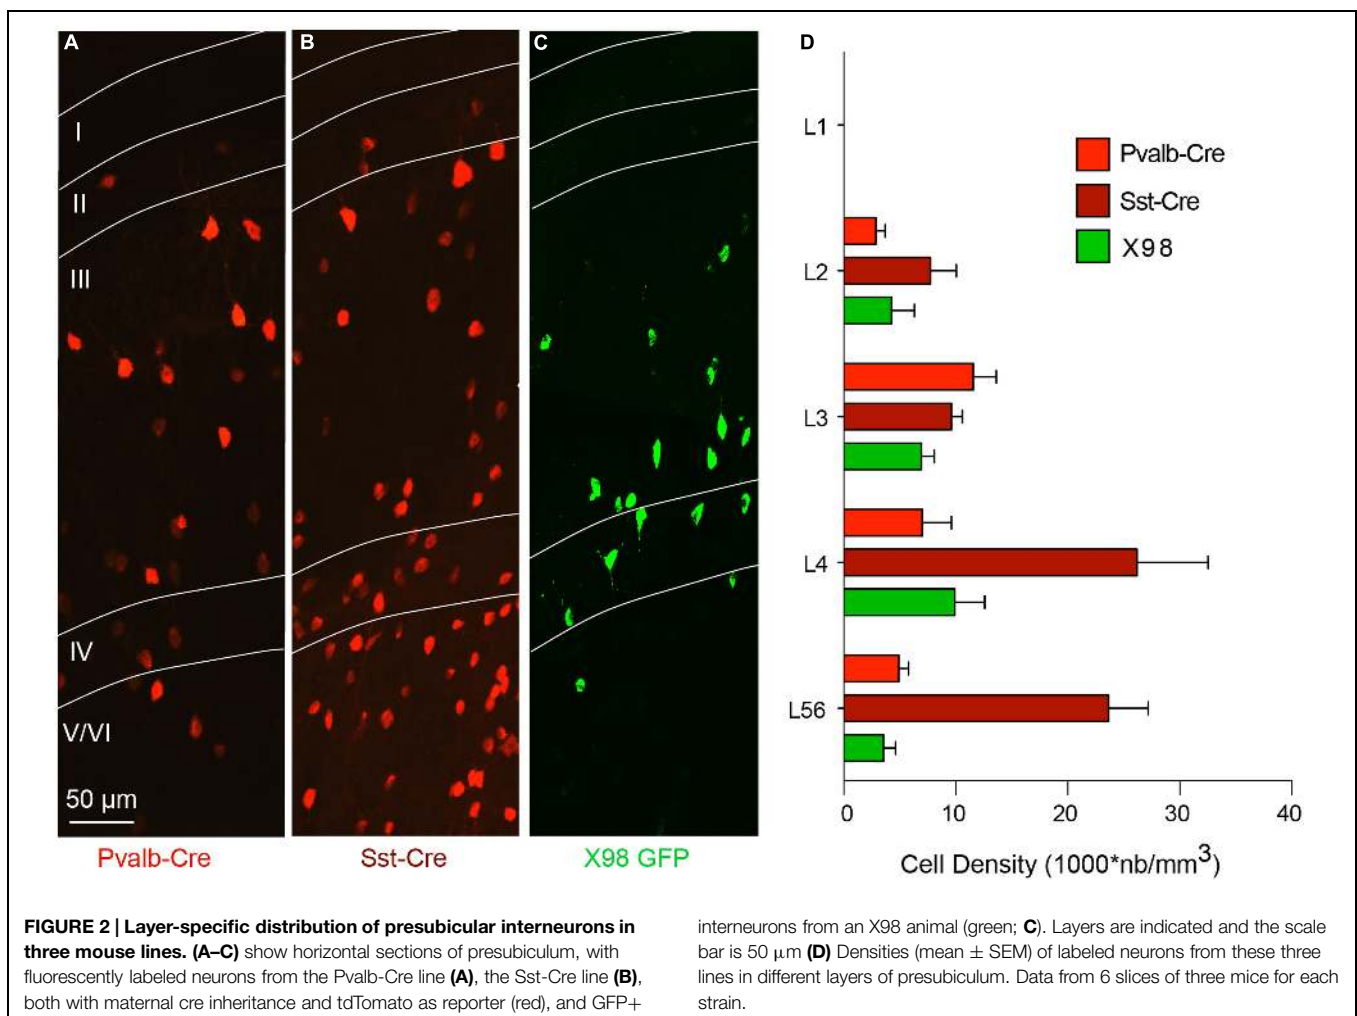 A
B
C
D
I
II
III
IV
V/VI
50 μm
Pvalb-Cre
Sst-Cre
X98 GFP
L1
L2
L3
L4
L56
Pvalb-Cre
Sst-Cre
X98
0 10 20 30 40
Cell Density (1000*nb/mm³)
FIGURE 2 | Layer-specific distribution of presubicular interneurons in
three mouse lines. (A–C) show horizontal sections of presubiculum, with
fluorescently labeled neurons from the Pvalb-Cre line (A), the Sst-Cre line (B),
both with maternal cre inheritance and tdTomato as reporter (red), and GFP+
interneurons from an X98 animal (green; C). Layers are indicated and the scale
bar is 50 μm (D) Densities (mean ± SEM) of labeled neurons from these three
lines in different layers of presubiculum. Data from 6 slices of three mice for each
strain.